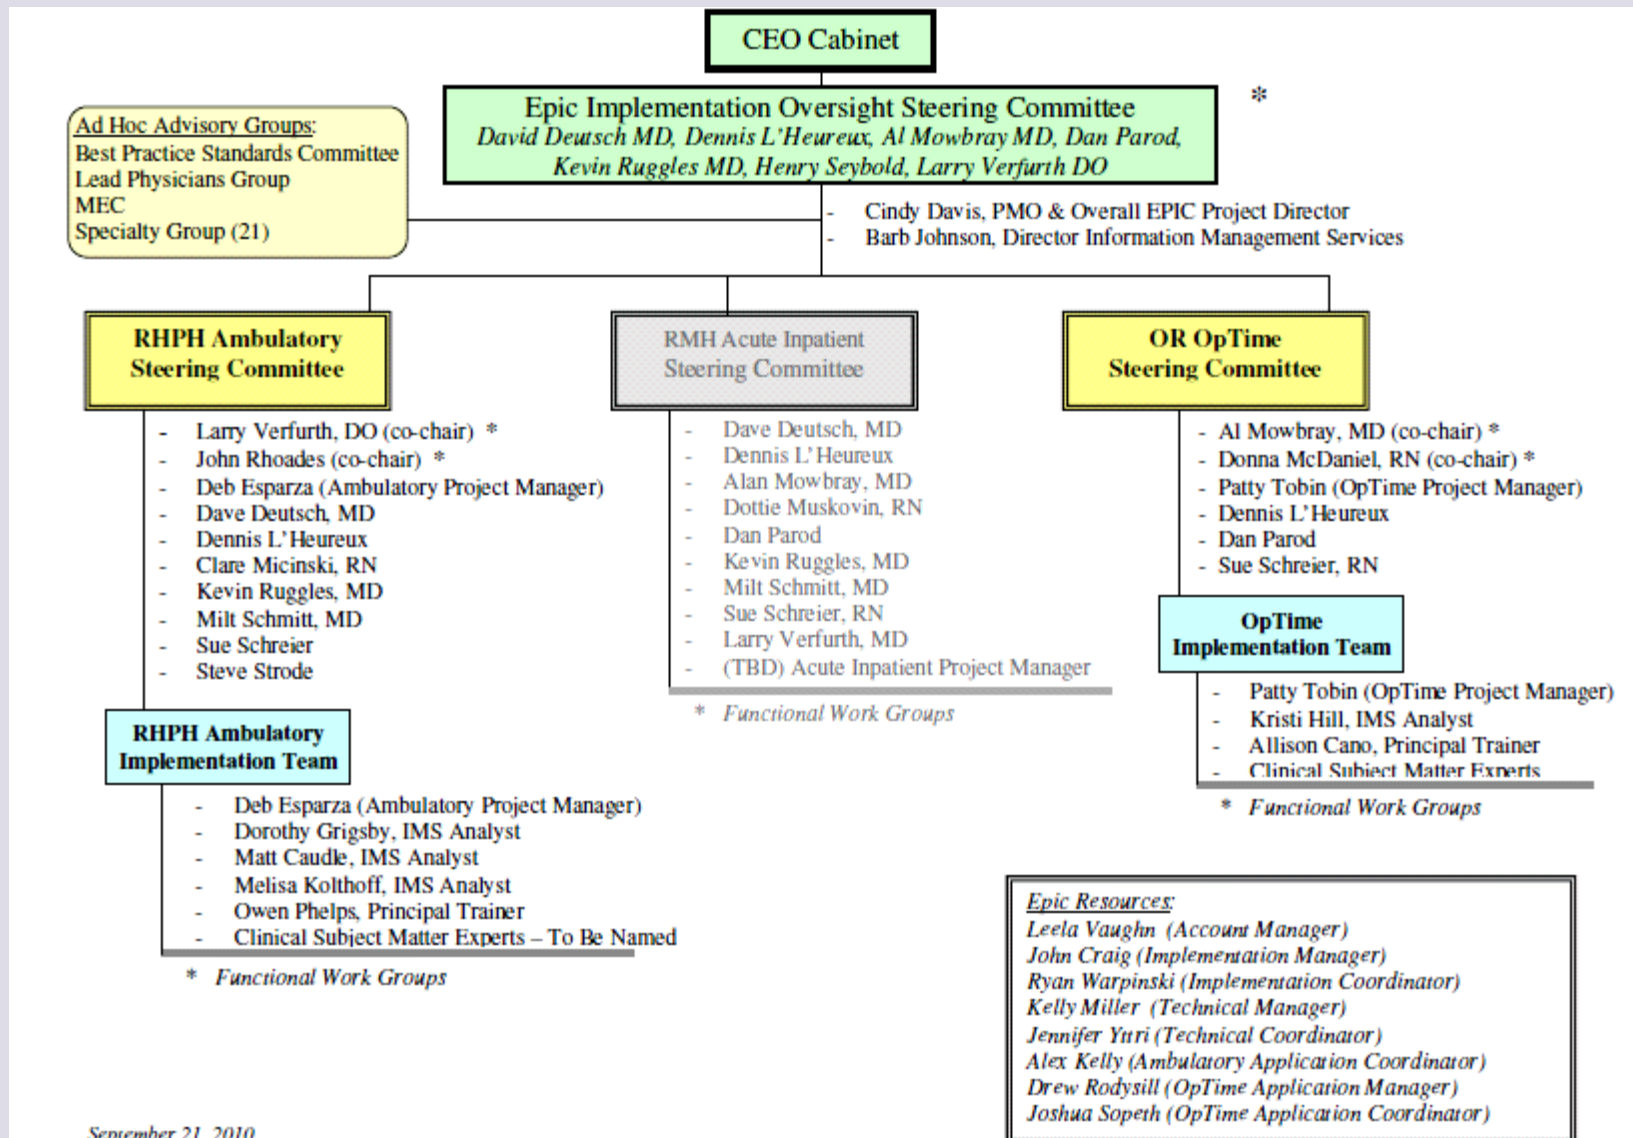 CEO Cabinet
Epic Implementation Oversight Steering Committee
*
David Deutsch MD, Dennis L'Heureux, Al Mowbray MD, Dan Parod,
Kevin Ruggles MD, Henry Seybold, Larry Verfurth DO
Ad Hoc Advisory Groups:
Best Practice Standards Committee
Lead Physicians Group
MEC
Specialty Group (21)
- Cindy Davis, PMO & Overall EPIC Project Director
- Barb Johnson, Director Information Management Services
RHPH Ambulatory
Steering Committee
- Larry Verfurth, DO (co-chair) *
- John Rhoades (co-chair) *
- Deb Esparza (Ambulatory Project Manager)
- Dave Deutsch, MD
- Dennis L'Heureux
- Clare Micinski, RN
- Kevin Ruggles, MD
- Milt Schmitt, MD
- Sue Schreier
- Steve Strode
RHPH Ambulatory
Implementation Team
- Deb Esparza (Ambulatory Project Manager)
- Dorothy Grigsby, IMS Analyst
- Matt Caudle, IMS Analyst
- Melisa Kolthoff, IMS Analyst
- Owen Phelps, Principal Trainer
- Clinical Subject Matter Experts – To Be Named
* Functional Work Groups
RMH Acute Inpatient
Steering Committee
- Dave Deutsch, MD
- Dennis L'Heureux
- Alan Mowbray, MD
- Dottie Muskovin, RN
- Dan Parod
- Kevin Ruggles, MD
- Milt Schmitt, MD
- Sue Schreier, RN
- Larry Verfurth, MD
- (TBD) Acute Inpatient Project Manager
* Functional Work Groups
OR OpTime
Steering Committee
- Al Mowbray, MD (co-chair) *
- Donna McDaniel, RN (co-chair) *
- Patty Tobin (OpTime Project Manager)
- Dennis L'Heureux
- Dan Parod
- Sue Schreier, RN
OpTime
Implementation Team
- Patty Tobin (OpTime Project Manager)
- Kristi Hill, IMS Analyst
- Allison Cano, Principal Trainer
- Clinical Subject Matter Experts
* Functional Work Groups
Epic Resources:
Leela Vaughn (Account Manager)
John Craig (Implementation Manager)
Ryan Warpinski (Implementation Coordinator)
Kelly Miller (Technical Manager)
Jennifer Yttri (Technical Coordinator)
Alex Kelly (Ambulatory Application Coordinator)
Drew Rodysill (OpTime Application Manager)
Joshua Sopeth (OpTime Application Coordinator)
September 21, 2010